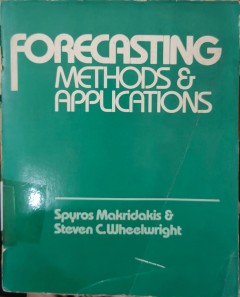 FORECASTING
METHODS &
APPLICATIONS
Spyros Makridakis &
Steven C. Wheelwright